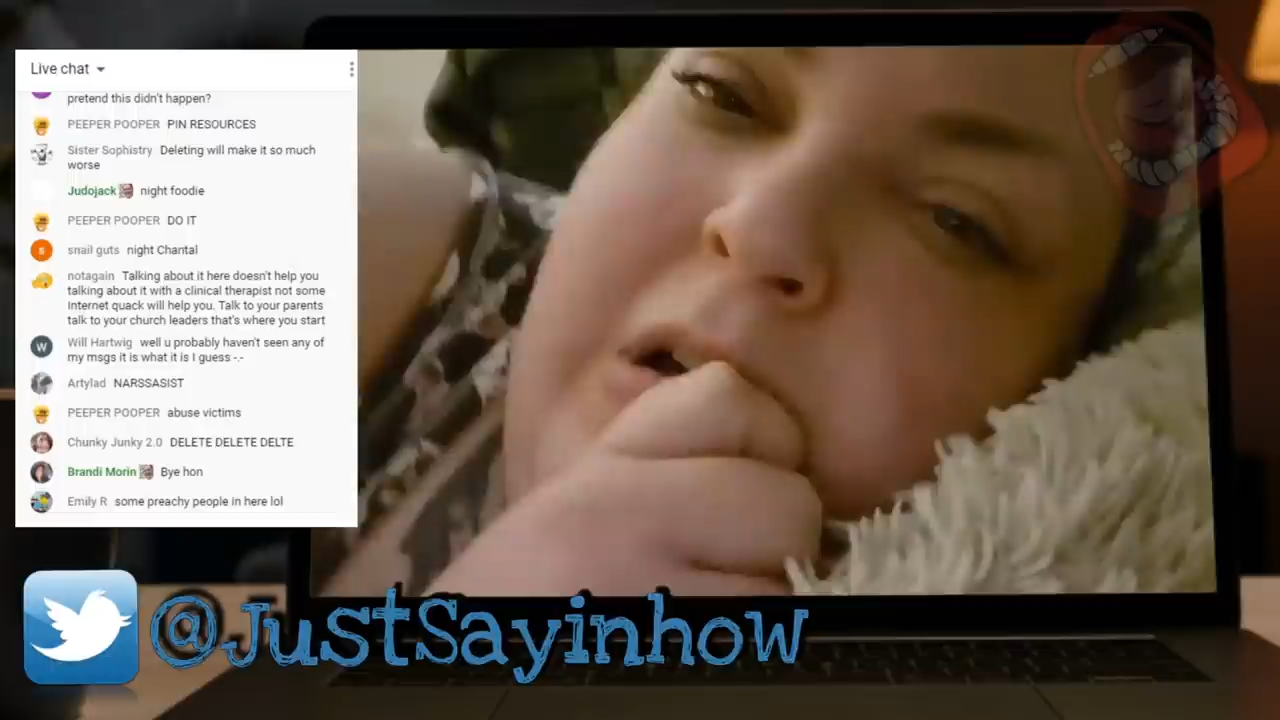 Live chat
pretend this didn't happen?
PEEPER POOPER PIN RESOURCES
Sister Sophistry Deleting will make it so much
worse
Judojack night foodie
PEEPER POOPER DO IT
snail guts night Chantal
notagain Talking about it here doesn't help you
talking about it with a clinical therapist not some
Internet quack will help you. Talk to your parents
talk to your church leaders that's where you start
W Will Hartwig well u probably haven't seen any of
my msgs it is what it is I guess -.-
Artylad NARSSASIST
PEEPER POOPER abuse victims
Chunky Junky 2.0 DELETE DELETE DELTE
Brandi Morin Bye hon
Emily R some preachy people in here lol
@JustSayinhow